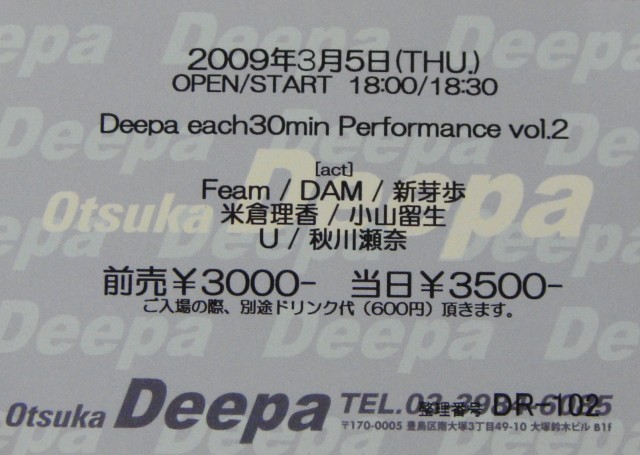 2009年3月5日(THU.)
OPEN/START 18:00/18:30
Deepa each30min Performance vol.2
[act]
Feam / DAM / 新芽歩
米倉理香 / 小山留生
U / 秋川瀬奈
前売￥3000- 当日￥3500-
ご入場の際、別途ドリンク代（600円）頂きます。
Otsuka Deepa
Otsuka Deepa
TEL.03-
整理番号 DR-102
〒170-0005 豊島区南大塚3丁目49-10 大塚鈴木ビル B1f